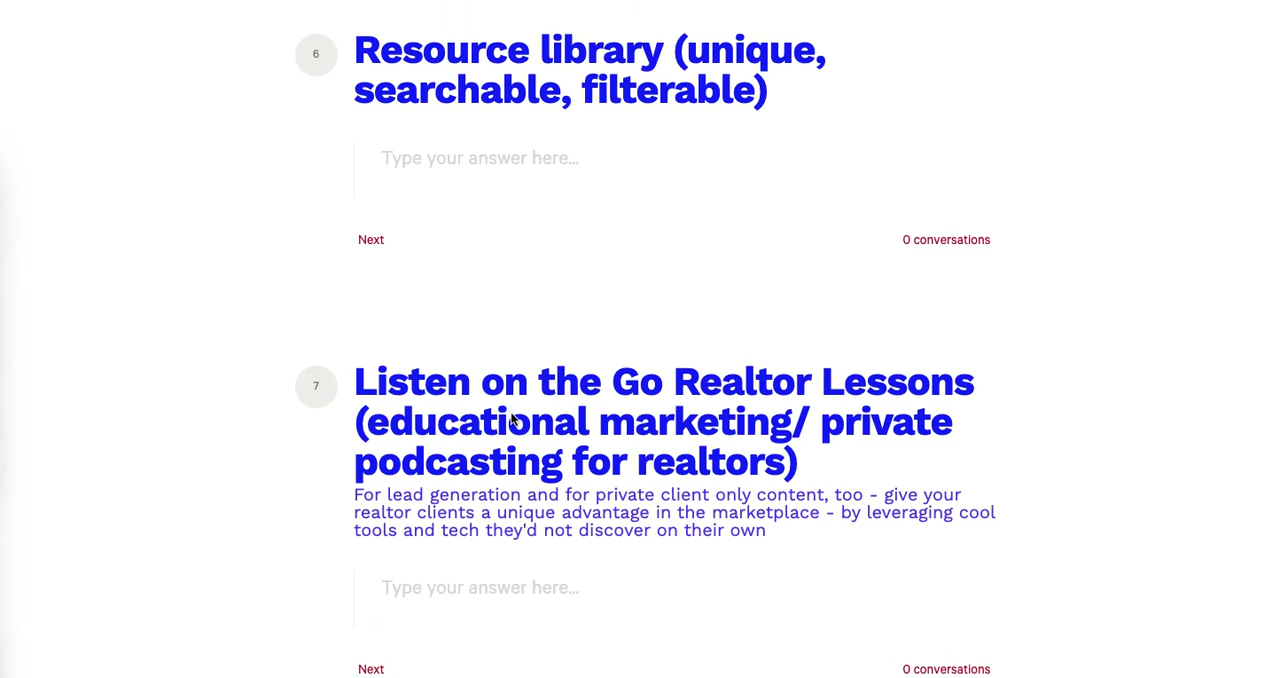 6
Resource library (unique,
searchable, filterable)
Type your answer here...
Next
0 conversations
7
Listen on the Go Realtor Lessons
(educational marketing/ private
podcasting for realtors)
For lead generation and for private client only content, too - give your
realtor clients a unique advantage in the marketplace - by leveraging cool
tools and tech they'd not discover on their own
Type your answer here...
Next
0 conversations